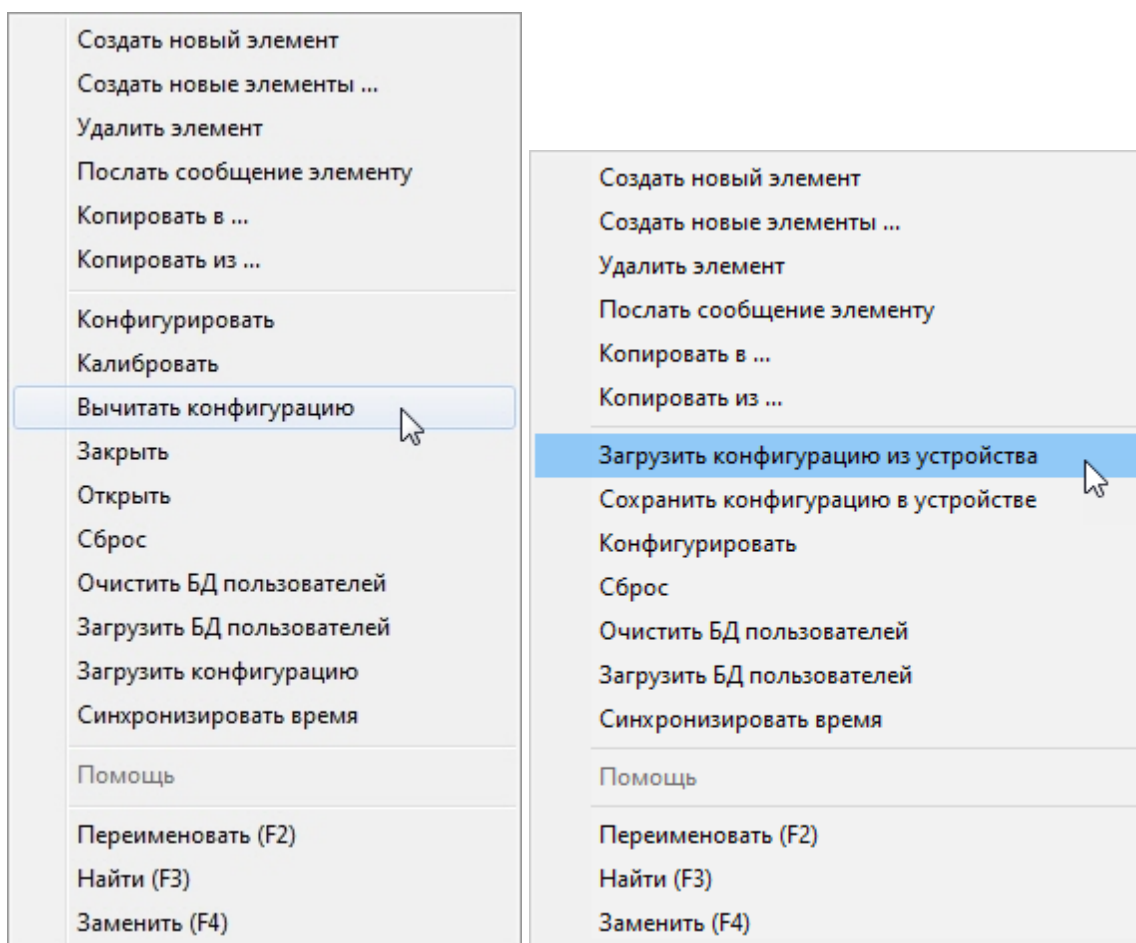 Создать новый элемент
Создать новые элементы ...
Удалить элемент
Послать сообщение элементу
Копировать в ...
Копировать из ...
Конфигурировать
Калибровать
Вычитать конфигурацию
Закрыть
Открыть
Сброс
Очистить БД пользователей
Загрузить БД пользователей
Загрузить конфигурацию
Синхронизировать время
Помощь
Переименовать (F2)
Найти (F3)
Заменить (F4)
Создать новый элемент
Создать новые элементы ...
Удалить элемент
Послать сообщение элементу
Копировать в ...
Копировать из ...
Загрузить конфигурацию из устройства
Сохранить конфигурацию в устройстве
Конфигурировать
Сброс
Очистить БД пользователей
Загрузить БД пользователей
Синхронизировать время
Помощь
Переименовать (F2)
Найти (F3)
Заменить (F4)